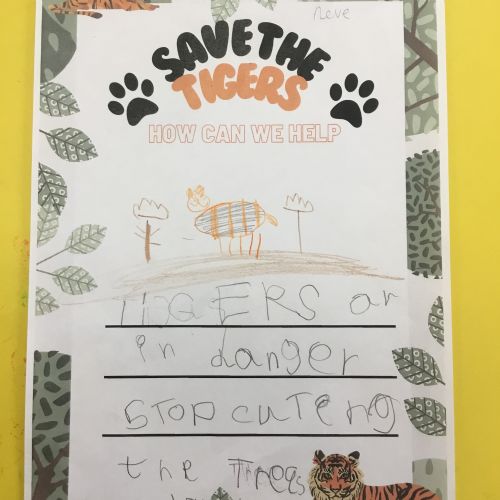 Neve
SAVE THE
TIGERS
HOW CAN WE HELP
TIGERS ar
in danger
Stop cuteng
the Trees